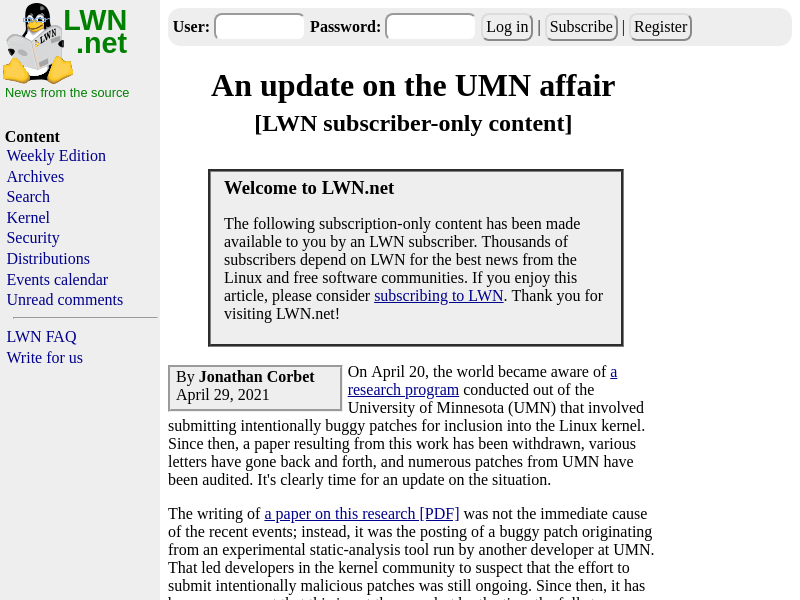 LWN
.net
News from the source
Content
Weekly Edition
Archives
Search
Kernel
Security
Distributions
Events calendar
Unread comments
LWN FAQ
Write for us
User: Password: Log in | Subscribe | Register
An update on the UMN affair
[LWN subscriber-only content]
Welcome to LWN.net
The following subscription-only content has been made
available to you by an LWN subscriber. Thousands of
subscribers depend on LWN for the best news from the
Linux and free software communities. If you enjoy this
article, please consider subscribing to LWN. Thank you for
visiting LWN.net!
By Jonathan Corbet
April 29, 2021
On April 20, the world became aware of a
research program conducted out of the
University of Minnesota (UMN) that involved
submitting intentionally buggy patches for inclusion into the Linux kernel.
Since then, a paper resulting from this work has been withdrawn, various
letters have gone back and forth, and numerous patches from UMN have
been audited. It's clearly time for an update on the situation.
The writing of a paper on this research [PDF] was not the immediate cause
of the recent events; instead, it was the posting of a buggy patch originating
from an experimental static-analysis tool run by another developer at UMN.
That led developers in the kernel community to suspect that the effort to
submit intentionally malicious patches was still ongoing. Since then, it has